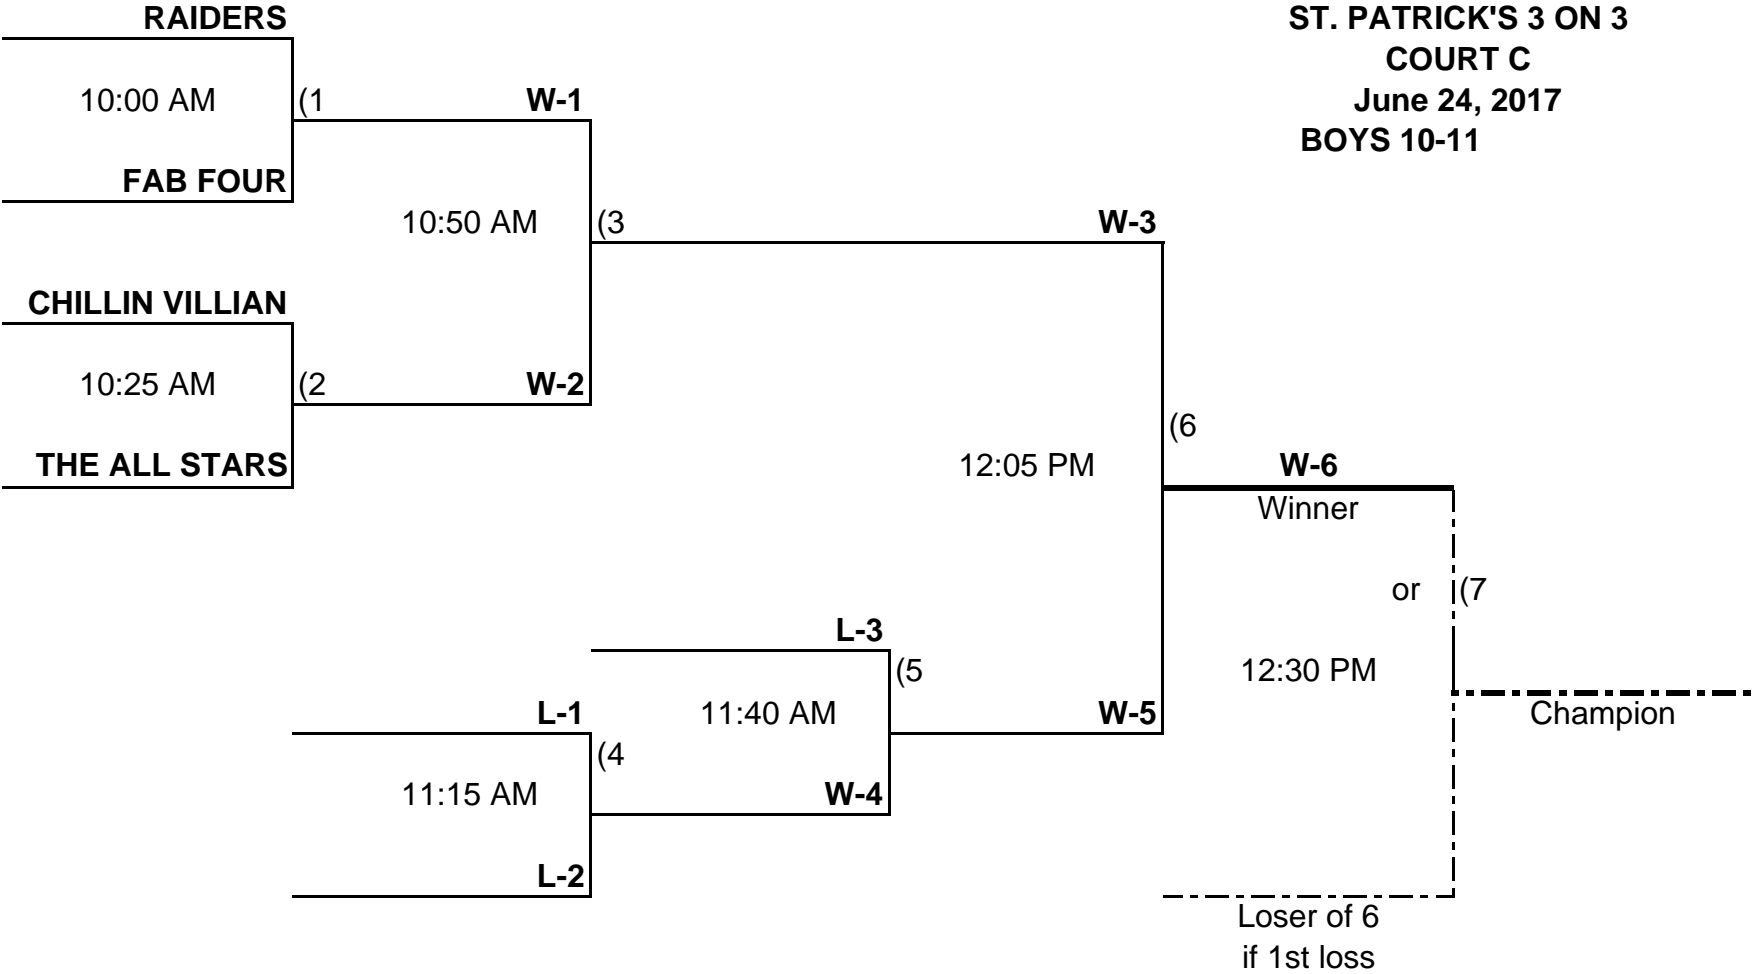 RAIDERS
ST. PATRICK'S 3 ON 3
COURT C
10:00 AM (1 W-1
June 24, 2017
BOYS 10-11
FAB FOUR
10:50 AM (3 W-3
CHILLIN VILLIAN
10:25 AM (2 W-2
(6
THE ALL STARS
12:05 PM W-6
Winner
or (7
L-3
(5 12:30 PM
L-1 11:40 AM W-5 Champion
(4
11:15 AM W-4
L-2
Loser of 6
if 1st loss